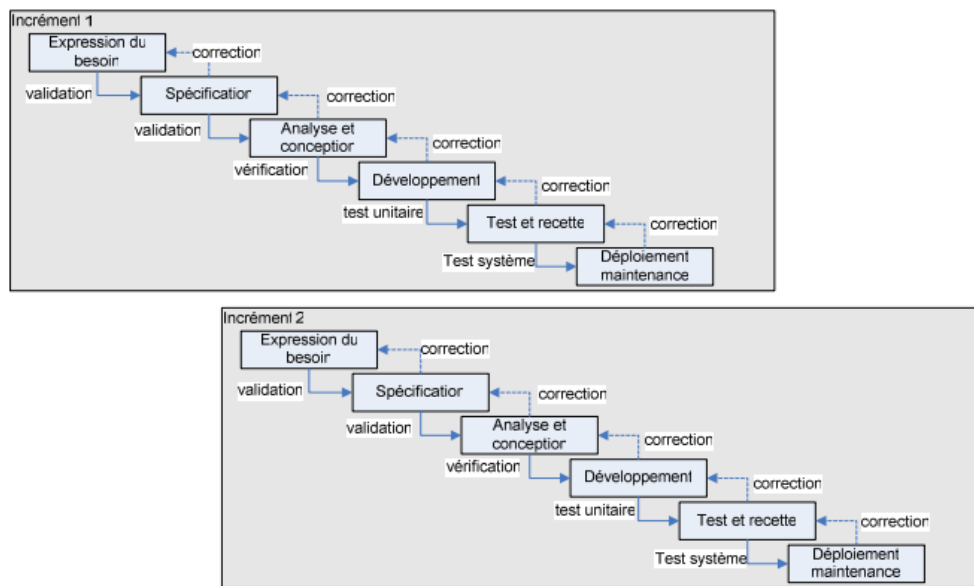 Incrément 1
Expression du
besoin
correction
validation
Spécification
correction
validation
Analyse et
conception
correction
vérification
Développement
correction
test unitaire
Test et recette
correction
Test système
Déploiement
maintenance
Incrément 2
Expression du
besoin
correction
validation
Spécification
correction
validation
Analyse et
conception
correction
vérification
Développement
correction
test unitaire
Test et recette
correction
Test système
Déploiement
maintenance